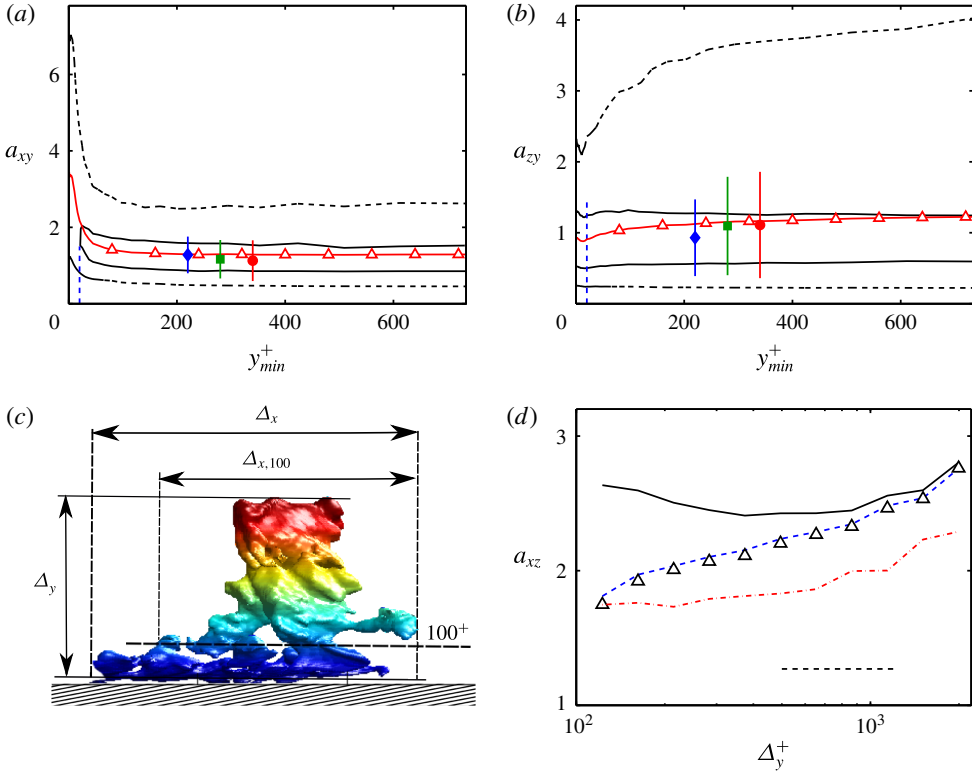 (a)
6
4
2
a_xy
0
200
400
600
y^+_min
(b)
4
3
2
1
a_zy
0
200
400
600
y^+_min
(c)
Δ_x
Δ_x,100
Δ_y
100^+
(d)
3
2
1
a_xz
10^2
10^3
Δ^+_y